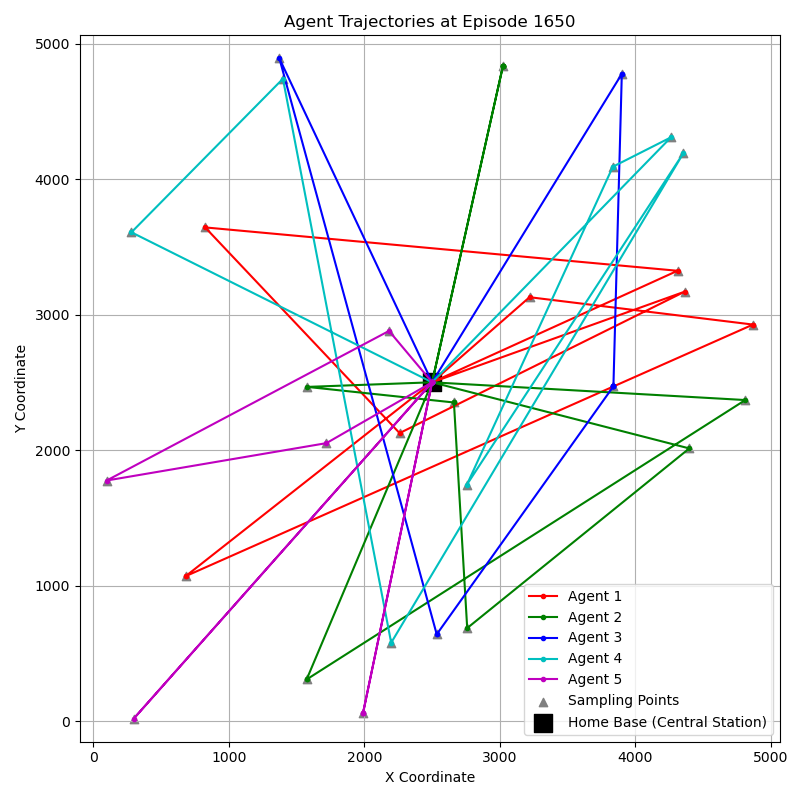 Agent Trajectories at Episode 1650
Y Coordinate
5000
4000
3000
2000
1000
0
0 1000 2000 3000 4000 5000
X Coordinate
Agent 1
Agent 2
Agent 3
Agent 4
Agent 5
Sampling Points
Home Base (Central Station)